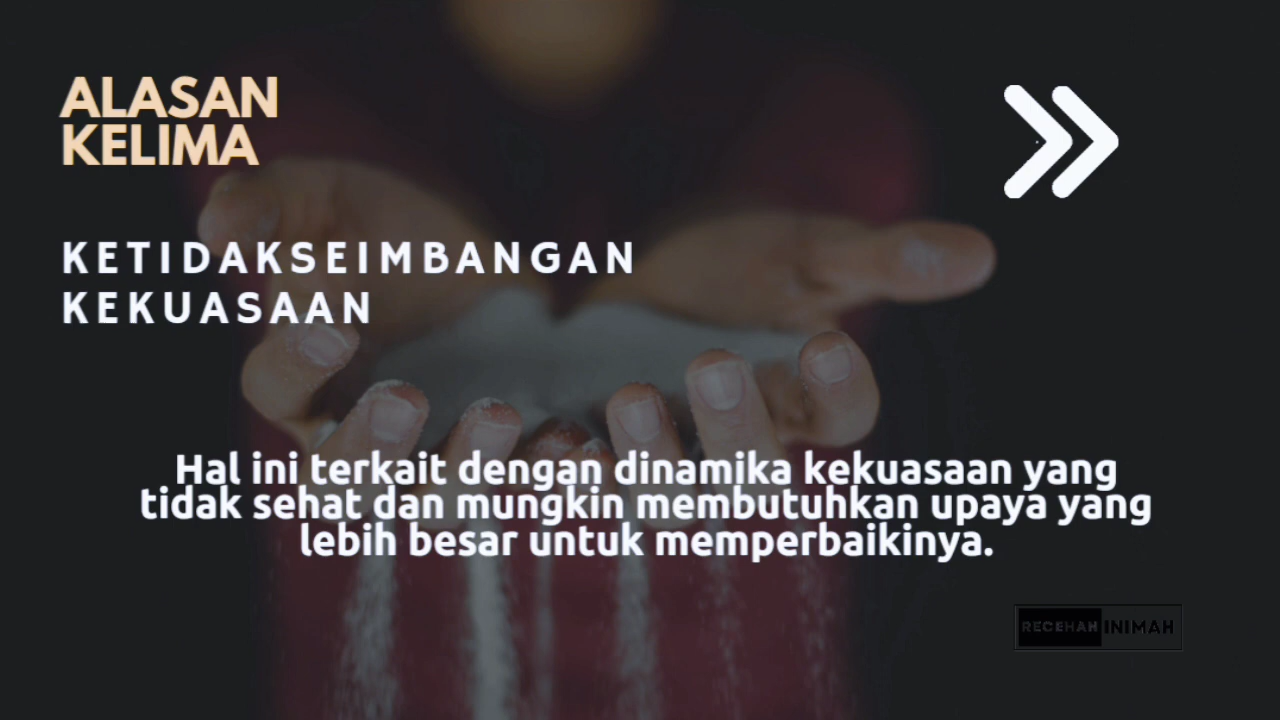 ALASAN
KELIMA
KETIDAKSEIMBANGAN
KEKUASAAN
Hal ini terkait dengan dinamika kekuasaan yang
tidak sehat dan mungkin membutuhkan upaya yang
lebih besar untuk memperbaikinya.
RECEHAN INIMAH